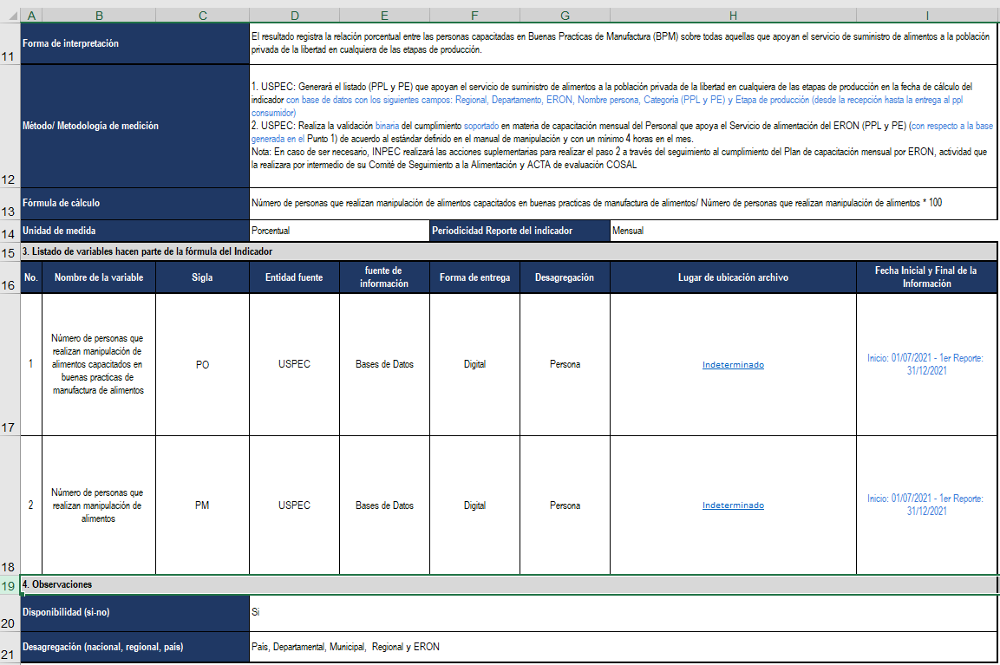 A B C D E F G H I
11 Forma de interpretación
El resultado registra la relación porcentual entre las personas capacitadas en Buenas Practicas de Manufactura (BPM) sobre todas aquellas que apoyan el servicio de suministro de alimentos a la población
privada de la libertad en cualquiera de las etapas de producción.
12 Método/ Metodología de medición
1. USPEC: Generará el listado (PPL y PE) que apoyan el servicio de suministro de alimentos a la población privada de la libertad en cualquiera de las etapas de producción en la fecha de cálculo del
indicador con base de datos con los siguientes campos: Regional, Departamento, ERON, Nombre persona, Categoría (PPL y PE) y Etapa de producción (desde la recepción hasta la entrega al ppl
consumidor)
2. USPEC: Realiza la validación binaria del cumplimiento soportado en materia de capacitación mensual del Personal que apoya el Servicio de alimentación del ERON (PPL y PE) (con respecto a la base
generada en el Punto 1) de acuerdo al estándar definido en el manual de manipulación y con un mínimo 4 horas en el mes.
Nota: En caso de ser necesario, INPEC realizará las acciones suplementarias para realizar el paso 2 a través del seguimiento al cumplimiento del Plan de capacitación mensual por ERON, actividad que
la realizara por intermedio de su Comité de Seguimiento a la Alimentación y ACTA de evaluación COSAL
13 Fórmula de cálculo
Número de personas que realizan manipulación de alimentos capacitados en buenas practicas de manufactura de alimentos/ Número de personas que realizan manipulación de alimentos * 100
14 Unidad de medida Porcentual Periodicidad Reporte del indicador Mensual
15 3. Listado de variables hacen parte de la fórmula del Indicador
16 No. Nombre de la variable Sigla Entidad fuente
fuente de
información
Forma de entrega Desagregación Lugar de ubicación archivo
Fecha Inicial y Final de la
Información
17 1
Número de personas que
realizan manipulación de
alimentos capacitados en
buenas practicas de
manufactura de alimentos
PO USPEC Bases de Datos Digital Persona Indeterminado
Inicio: 01/07/2021 - 1er Reporte:
31/12/2021
18 2
Número de personas que
realizan manipulación de
alimentos
PM USPEC Bases de Datos Digital Persona Indeterminado
Inicio: 01/07/2021 - 1er Reporte:
31/12/2021
19 4. Observaciones
20 Disponibilidad (si-no) Si
21 Desagregación (nacional, regional, país) País, Departamental, Municipal, Regional y ERON